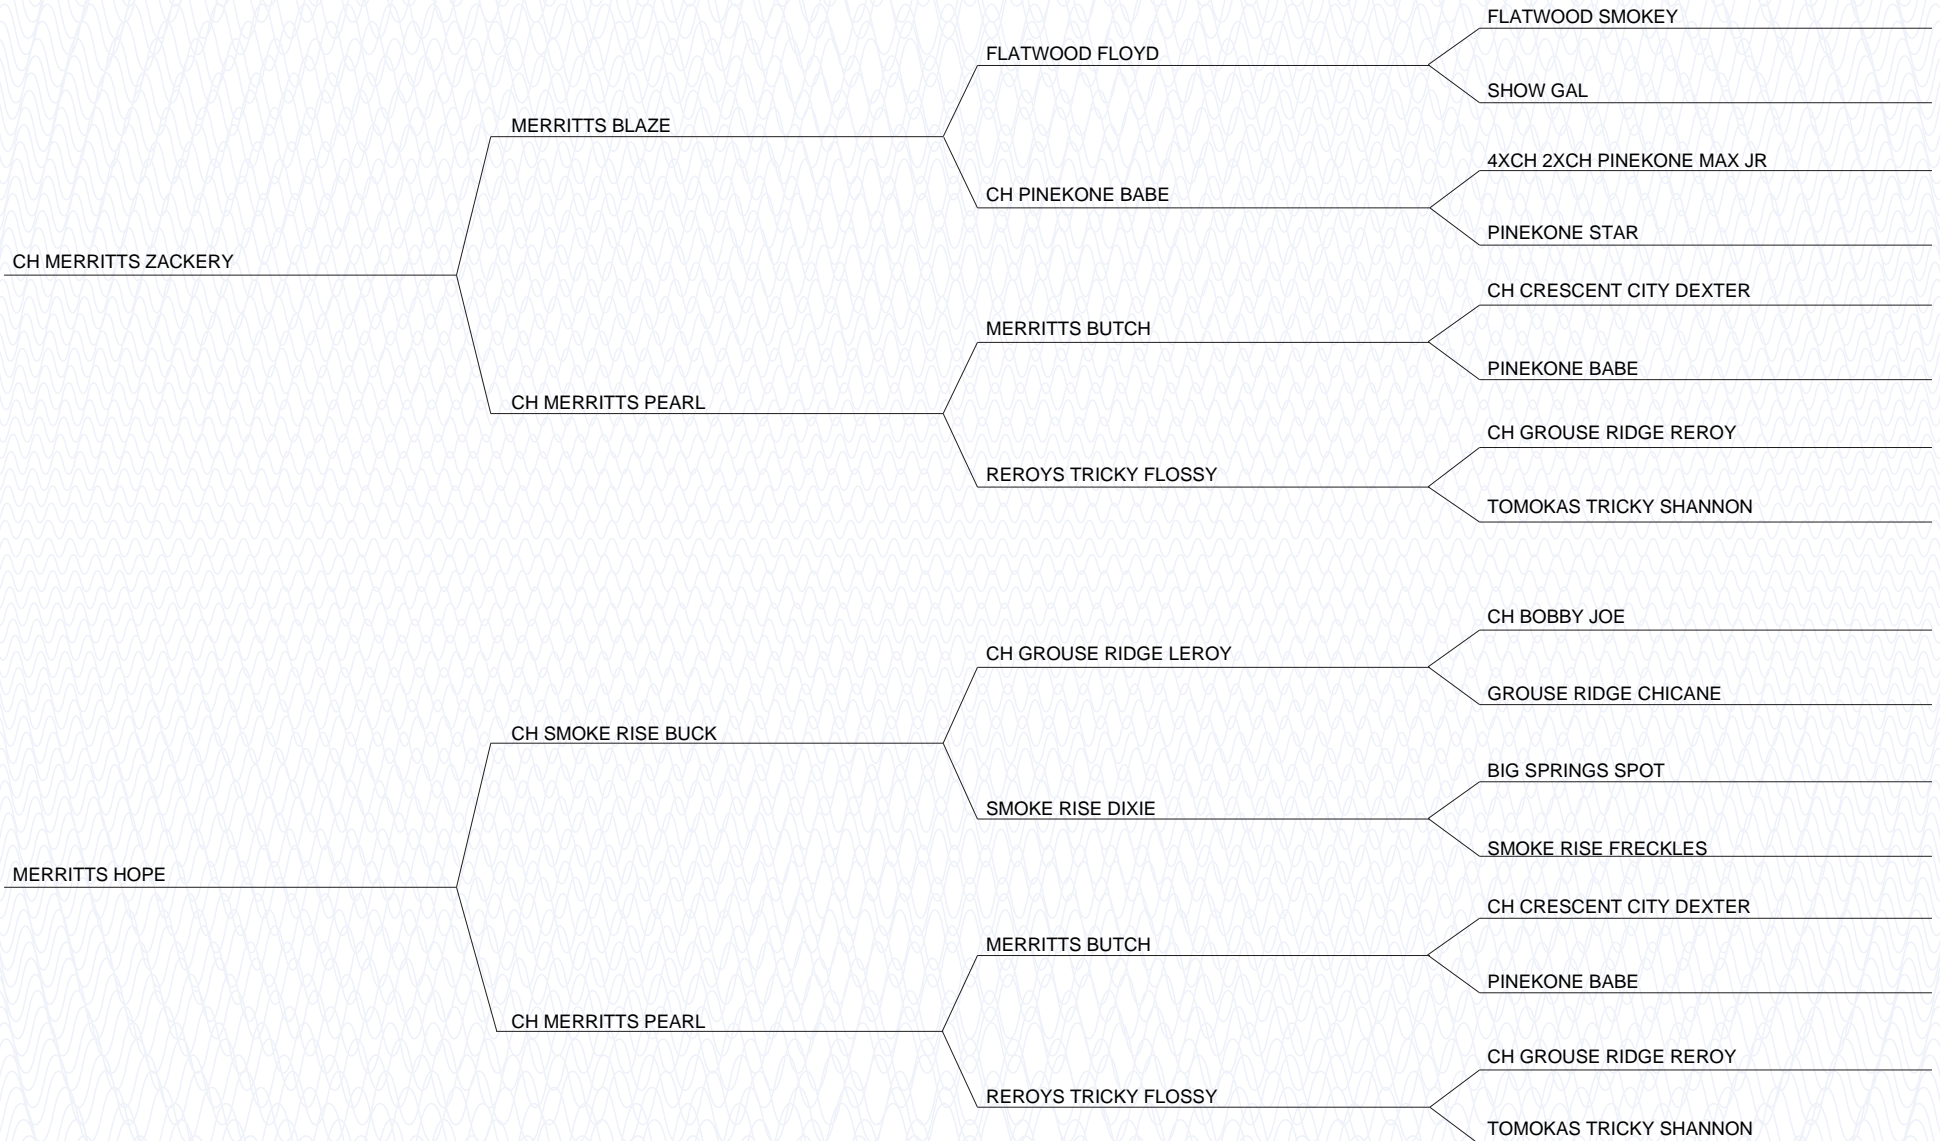 FLATWOOD SMOKEY
FLATWOOD FLOYD
SHOW GAL
MERRITTS BLAZE
4XCH 2XCH PINEKONE MAX JR
CH PINEKONE BABE
PINEKONE STAR
CH MERRITTS ZACKERY
CH CRESCENT CITY DEXTER
MERRITTS BUTCH
PINEKONE BABE
CH MERRITTS PEARL
CH GROUSE RIDGE REROY
REROYS TRICKY FLOSSY
TOMOKAS TRICKY SHANNON
CH BOBBY JOE
CH GROUSE RIDGE LEROY
GROUSE RIDGE CHICANE
CH SMOKE RISE BUCK
BIG SPRINGS SPOT
SMOKE RISE DIXIE
SMOKE RISE FRECKLES
MERRITTS HOPE
CH CRESCENT CITY DEXTER
MERRITTS BUTCH
PINEKONE BABE
CH MERRITTS PEARL
CH GROUSE RIDGE REROY
REROYS TRICKY FLOSSY
TOMOKAS TRICKY SHANNON